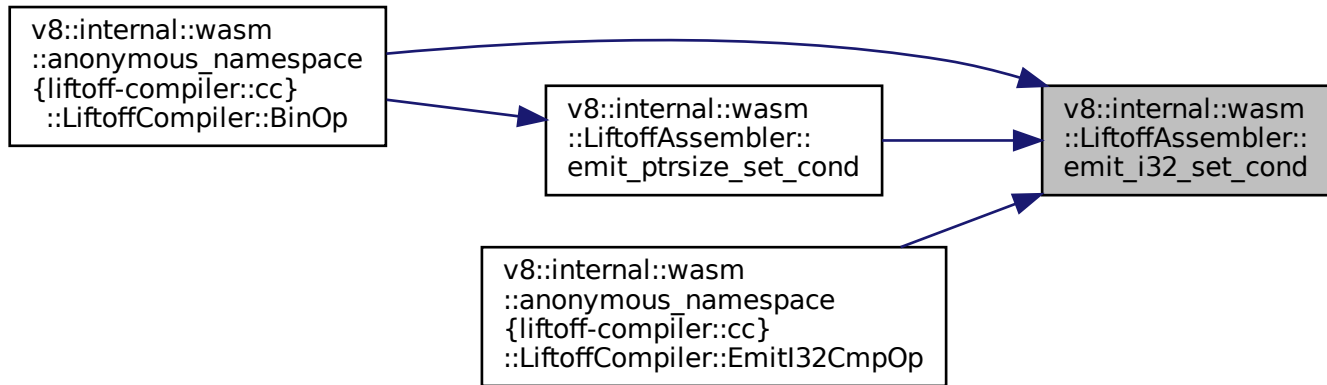 v8::internal::wasm
::anonymous_namespace
{liftoff-compiler::cc}
::LiftoffCompiler::BinOp
v8::internal::wasm
::LiftoffAssembler::
emit_ptrsize_set_cond
v8::internal::wasm
::LiftoffAssembler::
emit_i32_set_cond
v8::internal::wasm
::anonymous_namespace
{liftoff-compiler::cc}
::LiftoffCompiler::EmitI32CmpOp